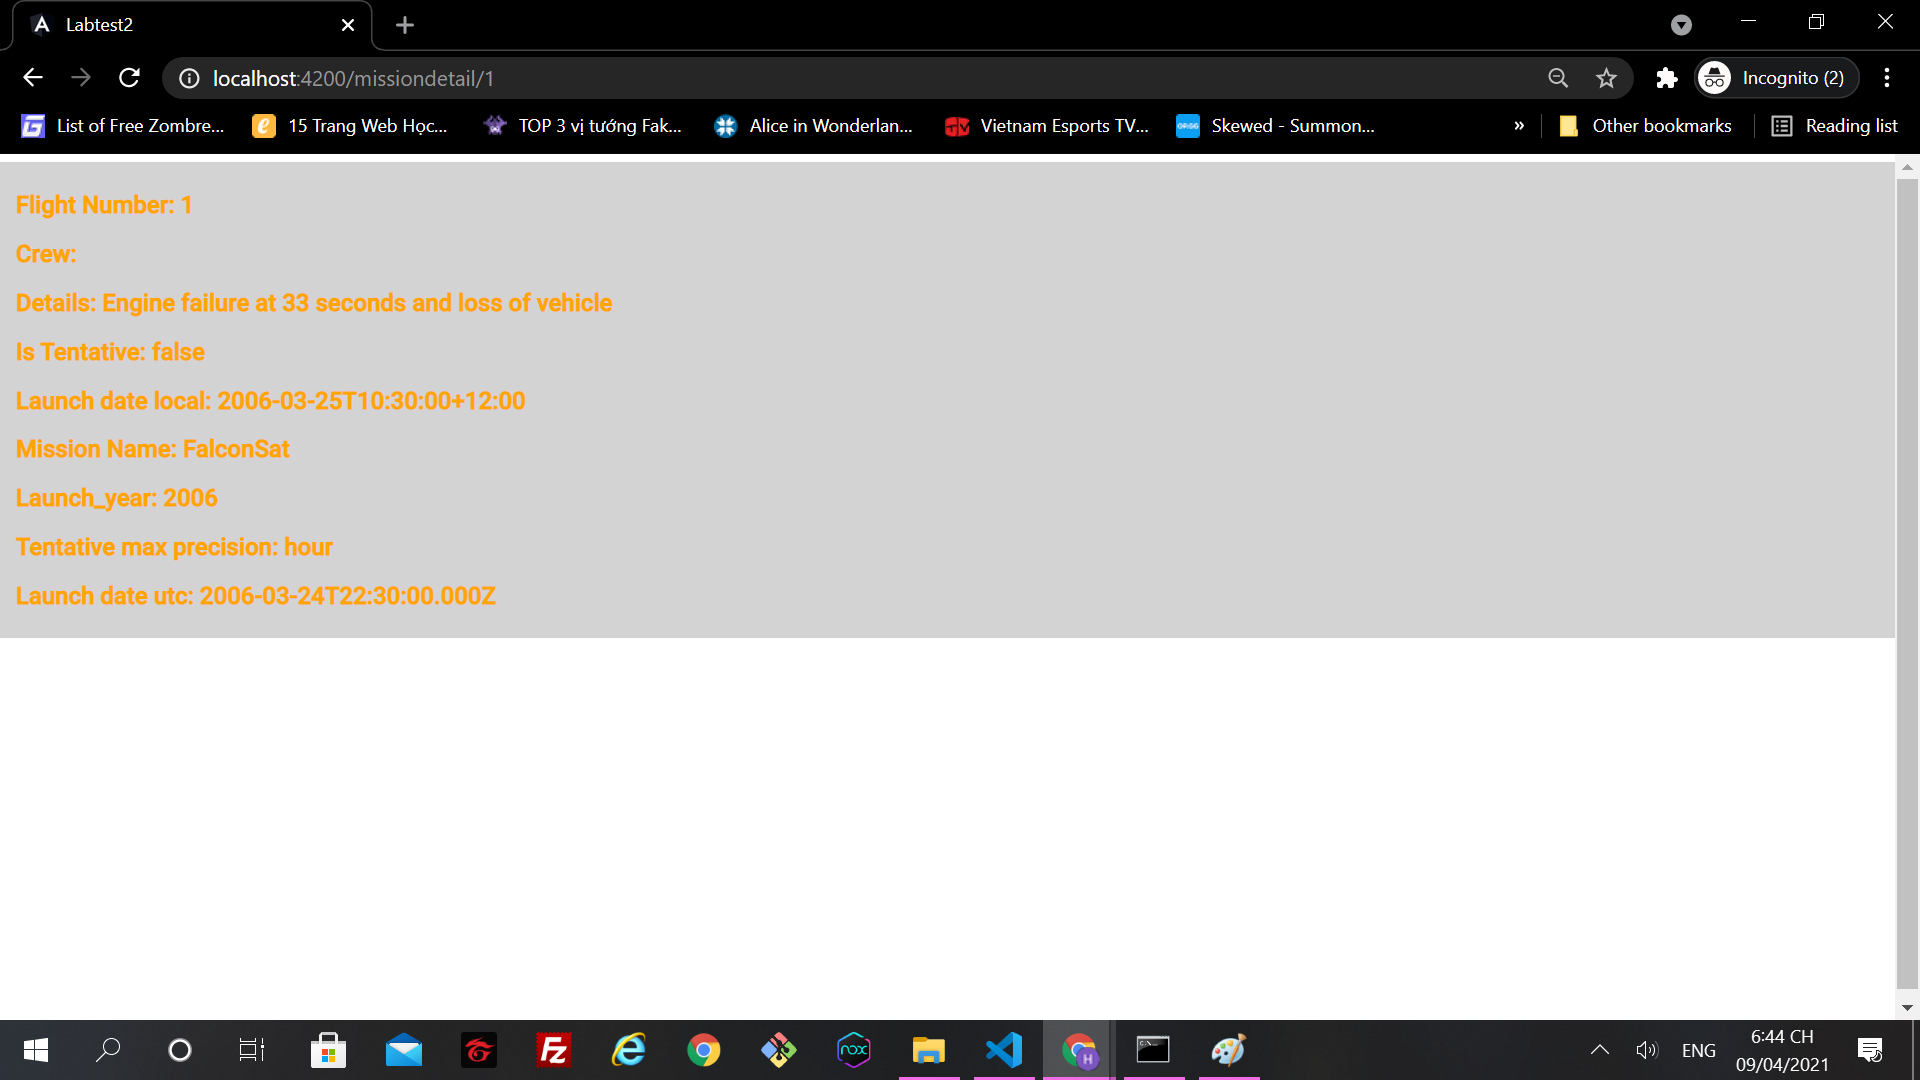 Labtest2
localhost:4200/missiondetail/1
Incognito (2)
List of Free Zombre...
15 Trang Web Học...
TOP 3 vị tướng Fak...
Alice in Wonderlan...
Vietnam Esports TV...
OP.GG
Skewed - Summon...
»
Other bookmarks
Reading list
Flight Number: 1
Crew:
Details: Engine failure at 33 seconds and loss of vehicle
Is Tentative: false
Launch date local: 2006-03-25T10:30:00+12:00
Mission Name: FalconSat
Launch_year: 2006
Tentative max precision: hour
Launch date utc: 2006-03-24T22:30:00.000Z
Fz
nox
H
ENG
6:44 CH
09/04/2021